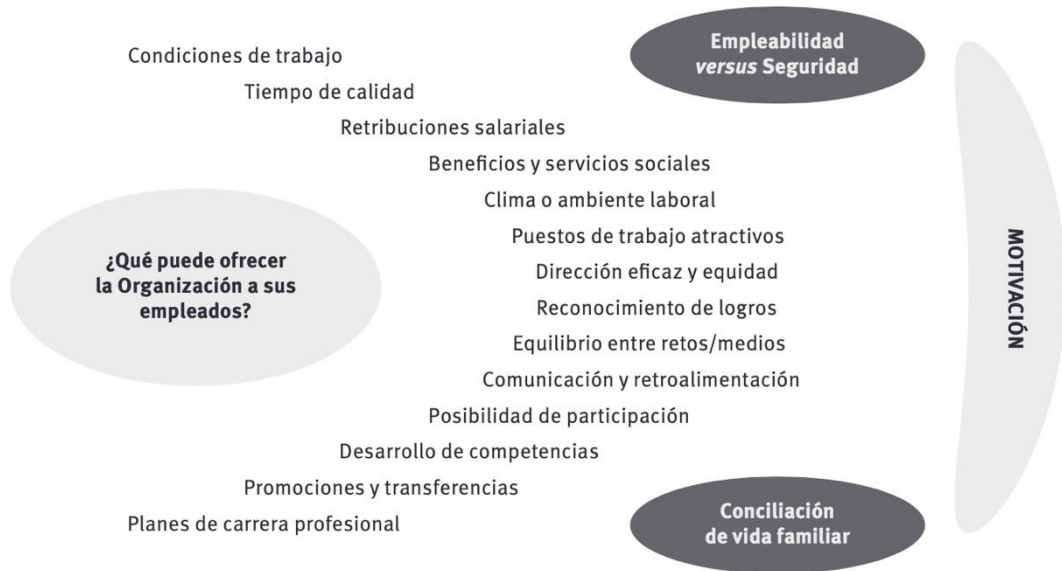 Condiciones de trabajo
Empleabilidad
versus Seguridad
Tiempo de calidad
Retribuciones salariales
Beneficios y servicios sociales
Clima o ambiente laboral
Puestos de trabajo atractivos
¿Qué puede ofrecer
la Organización a sus
empleados?
Dirección eficaz y equidad
Reconocimiento de logros
Equilibrio entre retos/medios
Comunicación y retroalimentación
Posibilidad de participación
Desarrollo de competencias
Promociones y transferencias
Planes de carrera profesional
Conciliación
de vida familiar
MOTIVACIÓN